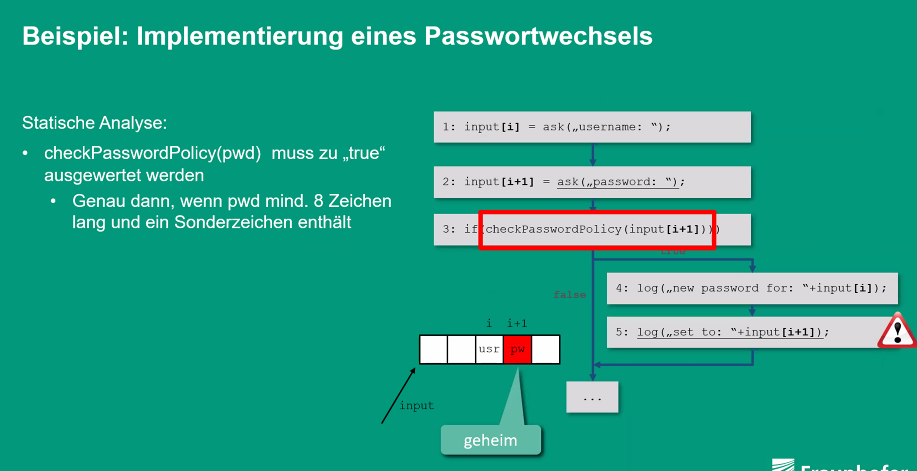 Beispiel: Implementierung eines Passwortwechsels
Statische Analyse:
• checkPasswordPolicy(pwd) muss zu „true“
ausgewertet werden
• Genau dann, wenn pwd mind. 8 Zeichen
lang und ein Sonderzeichen enthält
1: input[i] = ask(„username: “);
2: input[i+1] = ask(„password: “);
3: if(checkPasswordPolicy(input[i+1]))
true
false
4: log(„new password for: “+input[i]);
5: log(„set to: “+input[i+1]);
...
i i+1
usr pw
input
geheim
Fraunhofer